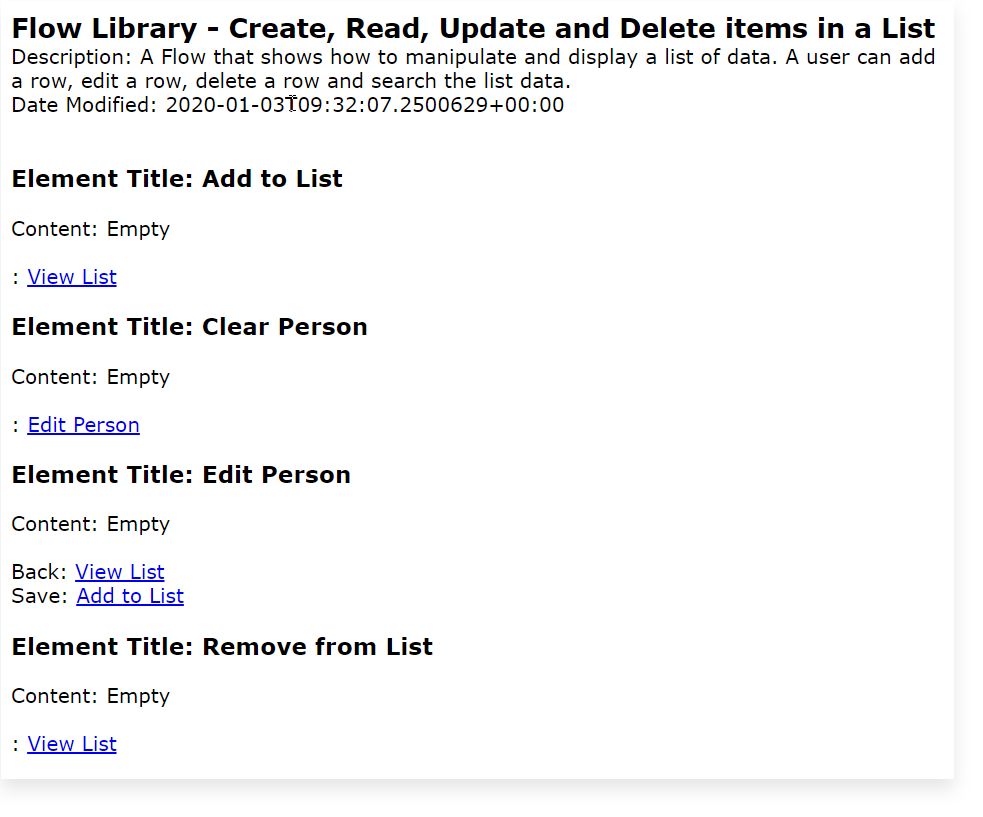 Flow Library - Create, Read, Update and Delete items in a List
Description: A Flow that shows how to manipulate and display a list of data. A user can add
a row, edit a row, delete a row and search the list data.
Date Modified: 2020-01-03T09:32:07.2500629+00:00
Element Title: Add to List
Content: Empty
: View List
Element Title: Clear Person
Content: Empty
: Edit Person
Element Title: Edit Person
Content: Empty
Back: View List
Save: Add to List
Element Title: Remove from List
Content: Empty
: View List